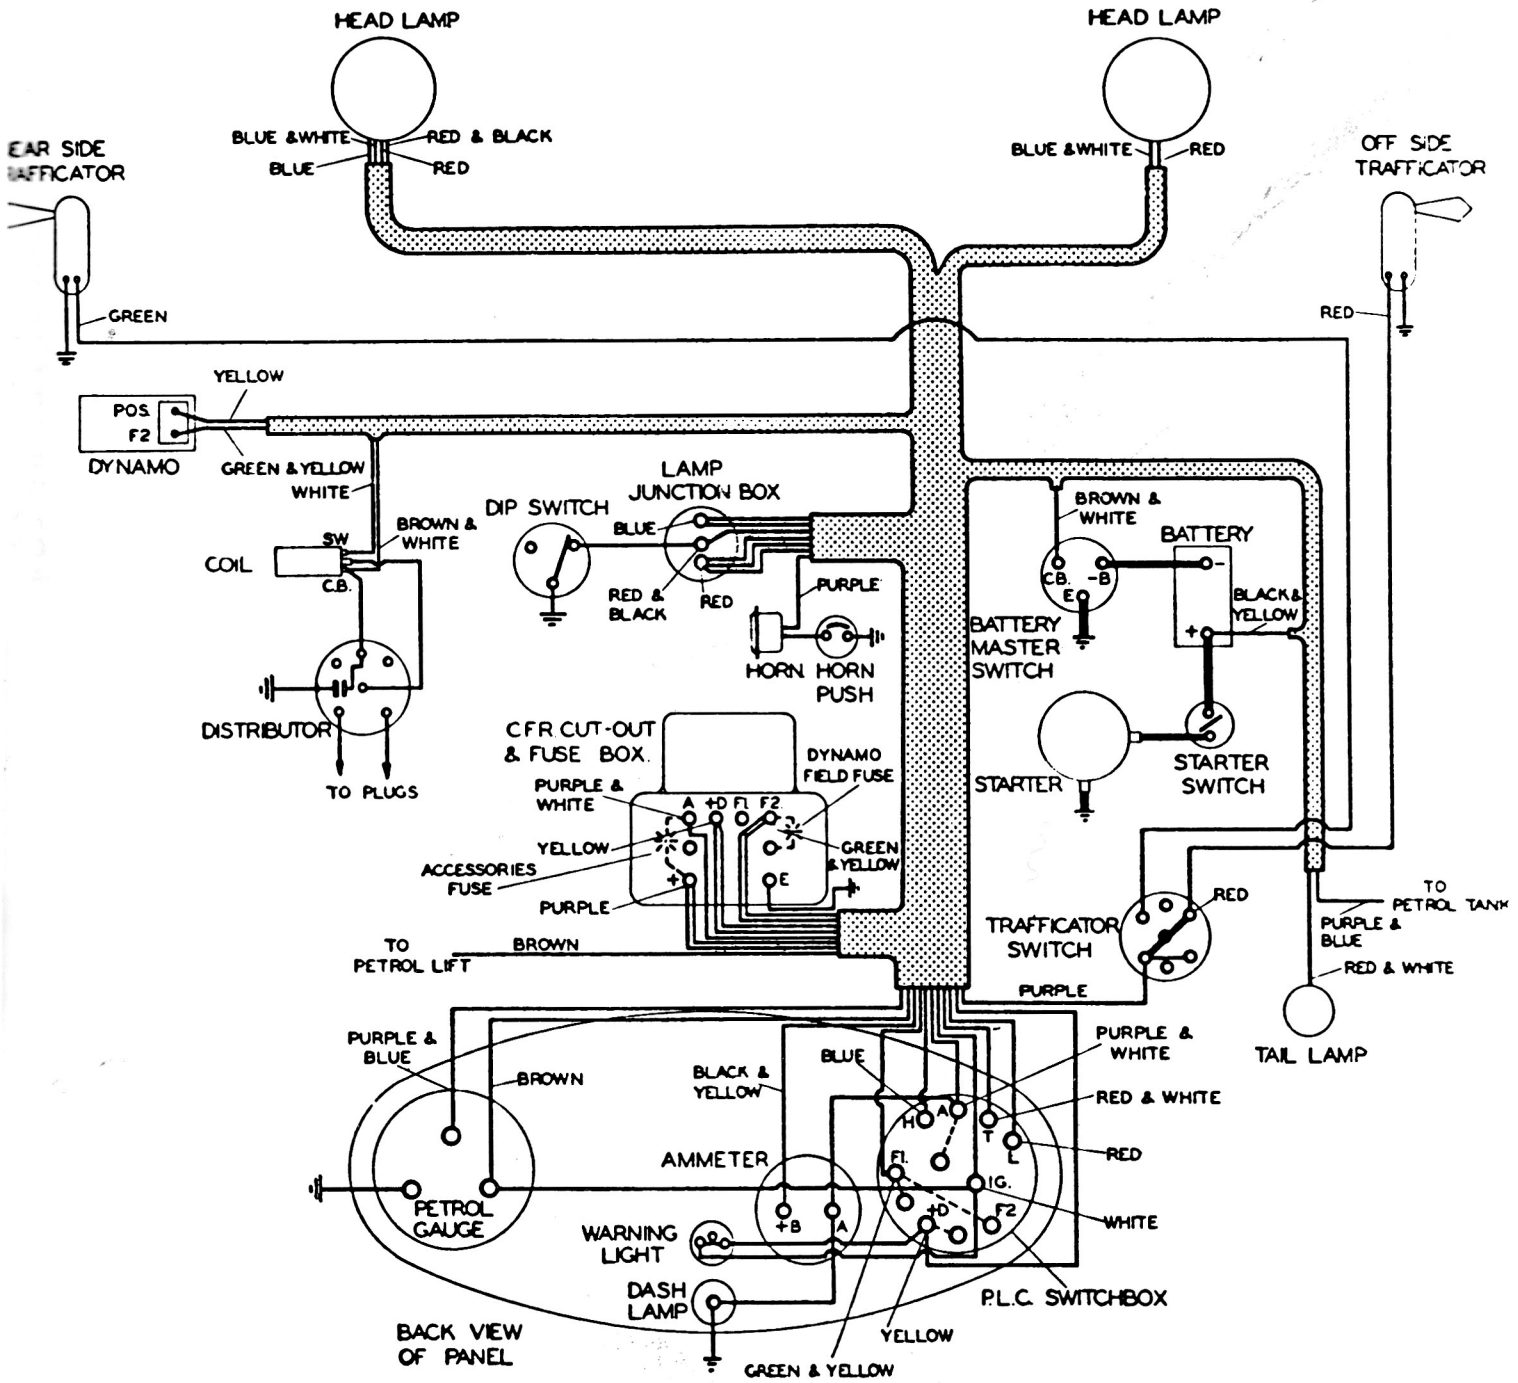 HEAD LAMP
HEAD LAMP
BLUE & WHITE
RED & BLACK
BLUE
RED
BLUE & WHITE
RED
EAR SIDE
AFFICATOR
OFF SIDE
TRAFFICATOR
GREEN
RED
YELLOW
POS.
F2
DYNAMO
GREEN & YELLOW
WHITE
LAMP
JUNCTION BOX
DIP SWITCH
BLUE
BROWN &
WHITE
BROWN &
WHITE
BATTERY
SW
COIL
C.B.
C.B.
-B
-
E
PURPLE
RED &
BLACK
RED
BLACK &
YELLOW
+
BATTERY
MASTER
SWITCH
HORN
HORN
PUSH
DISTRIBUTOR
TO PLUGS
C.F.R. CUT-OUT
& FUSE BOX.
DYNAMO
FIELD FUSE
PURPLE &
WHITE
A
+D
F1
F2
STARTER
STARTER
SWITCH
YELLOW
GREEN
& YELLOW
ACCESSORIES
FUSE
+
E
PURPLE
TO
PETROL LIFT
BROWN
TRAFFICATOR
SWITCH
RED
TO
PETROL TANK
PURPLE &
BLUE
RED & WHITE
PURPLE
TAIL LAMP
PURPLE &
BLUE
BROWN
BLACK &
YELLOW
BLUE
PURPLE &
WHITE
RED & WHITE
RED
H
A
T
L
F1.
IG.
+D
F2
WHITE
AMMETER
+B
A
PETROL
GAUGE
WARNING
LIGHT
DASH
LAMP
P.L.C. SWITCHBOX
YELLOW
GREEN & YELLOW
BACK VIEW
OF PANEL